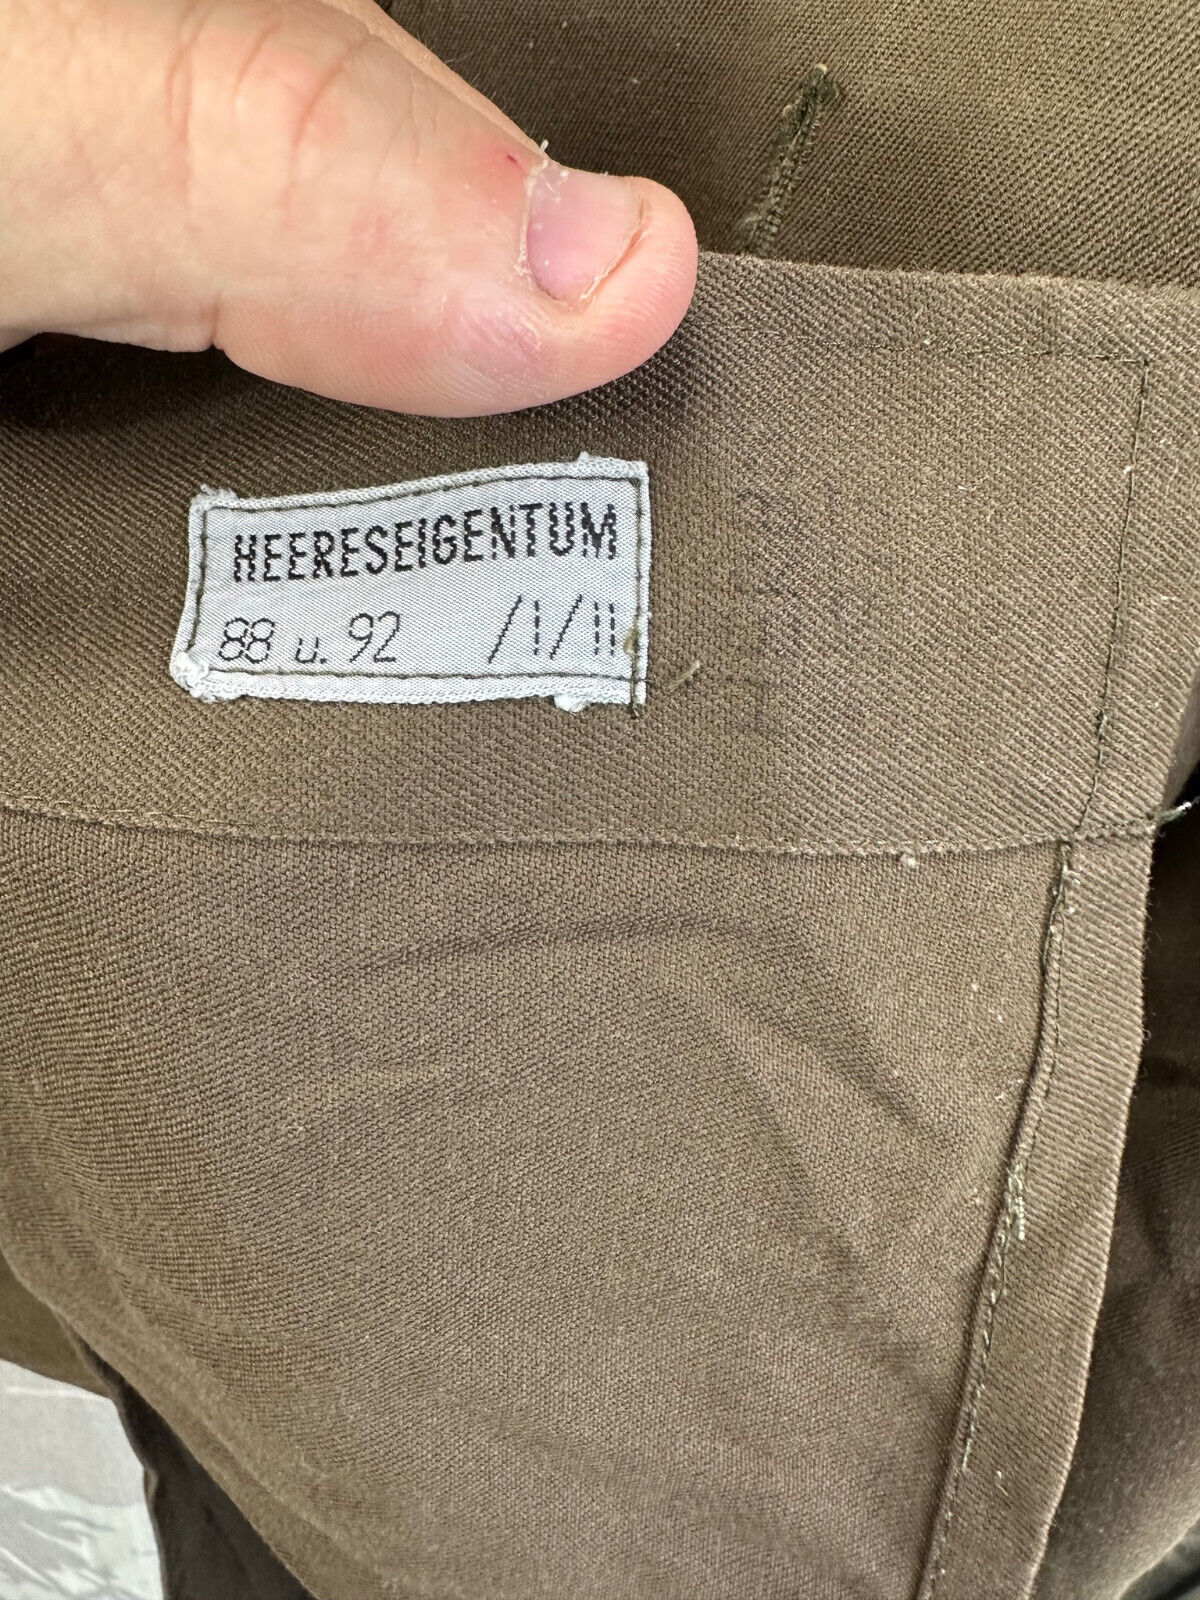 HEERESEIGENTUM
88 u. 92 /I/II